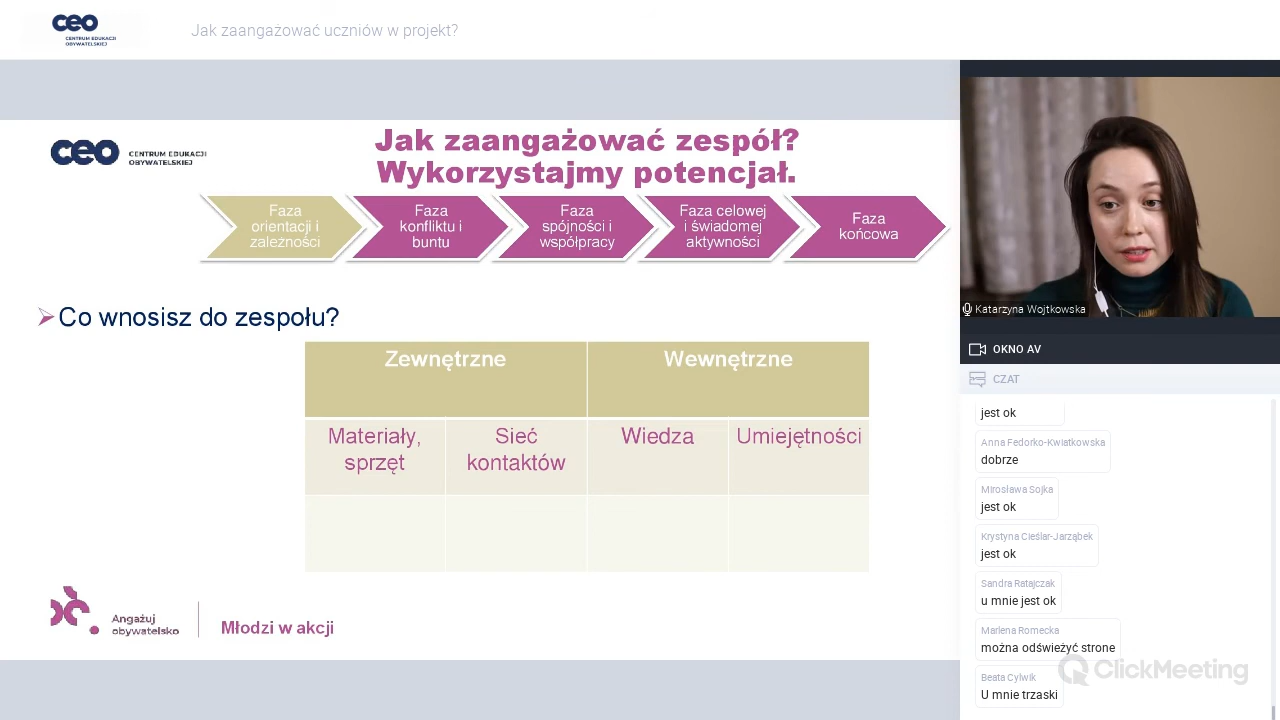 ceo
CENTRUM EDUKACJI
OBYWATELSKIEJ
Jak zaangażować uczniów w projekt?
ceo
CENTRUM EDUKACJI
OBYWATELSKIEJ
Jak zaangażować zespół?
Wykorzystajmy potencjał.
Faza
orientacji i
zależności
Faza
konfliktu i
buntu
Faza
spójności i
współpracy
Faza celowej
i świadomej
aktywności
Faza
końcowa
Co wnosisz do zespołu?
Zewnętrzne
Wewnętrzne
Materiały,
sprzęt
Sieć
kontaktów
Wiedza
Umiejętności
Angażuj
obywatelsko
Młodzi w akcji
Katarzyna Wojtkowska
OKNO AV
CZAT
jest ok
Anna Fedorko-Kwiatkowska
dobrze
Mirosława Sojka
jest ok
Krystyna Cieślar-Jarząbek
jest ok
Sandra Ratajczak
u mnie jest ok
Marlena Romecka
można odświeżyć strone
Beata Cylwik
U mnie trzaski
ClickMeeting